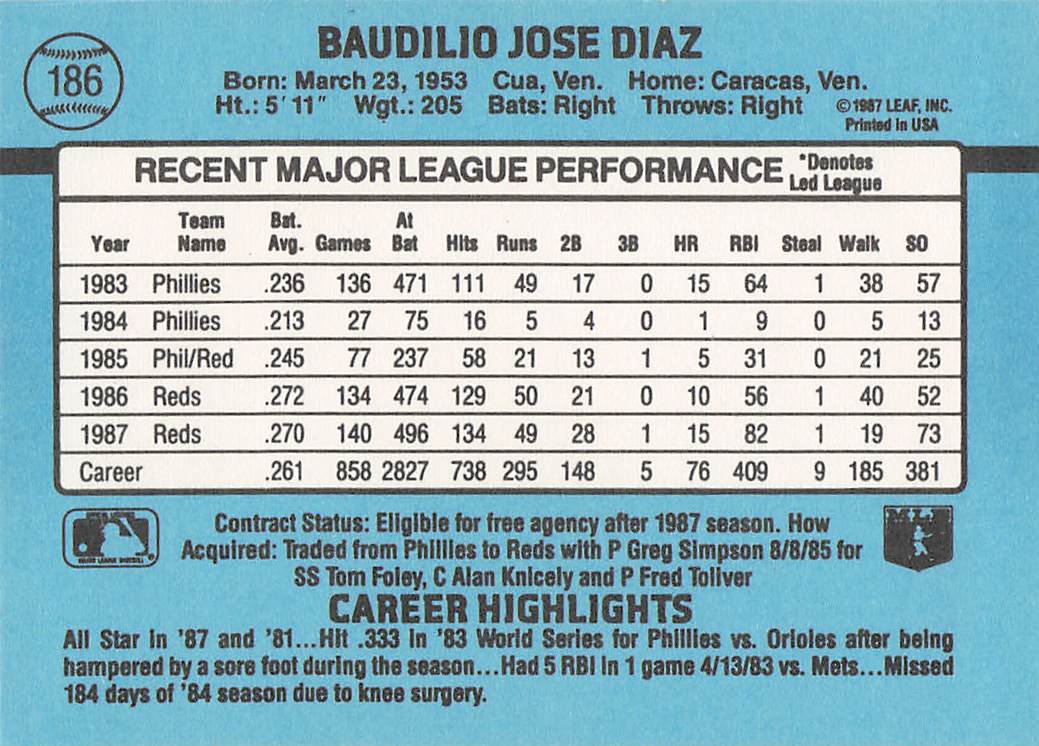 186
BAUDILIO JOSE DIAZ
Born: March 23, 1953 Cua, Ven. Home: Caracas, Ven.
Ht.: 5' 11" Wgt.: 205 Bats: Right Throws: Right
©1987 LEAF, INC.
Printed in USA
RECENT MAJOR LEAGUE PERFORMANCE
*Denotes
Led League
Year Team Name Bat. Avg. Games At Bat Hits Runs 2B 3B HR RBI Steal Walk SO
1983 Phillies .236 136 471 111 49 17 0 15 64 1 38 57
1984 Phillies .213 27 75 16 5 4 0 1 9 0 5 13
1985 Phil/Red .245 77 237 58 21 13 1 5 31 0 21 25
1986 Reds .272 134 474 129 50 21 0 10 56 1 40 52
1987 Reds .270 140 496 134 49 28 1 15 82 1 19 73
Career .261 858 2827 738 295 148 5 76 409 9 185 381
Contract Status: Eligible for free agency after 1987 season. How
Acquired: Traded from Phillies to Reds with P Greg Simpson 8/8/85 for
SS Tom Foley, C Alan Knicely and P Fred Toliver
MAJOR LEAGUE BASEBALL
CAREER HIGHLIGHTS
All Star in '87 and '81...Hit .333 in '83 World Series for Phillies vs. Orioles after being
hampered by a sore foot during the season...Had 5 RBI in 1 game 4/13/83 vs. Mets...Missed
184 days of '84 season due to knee surgery.